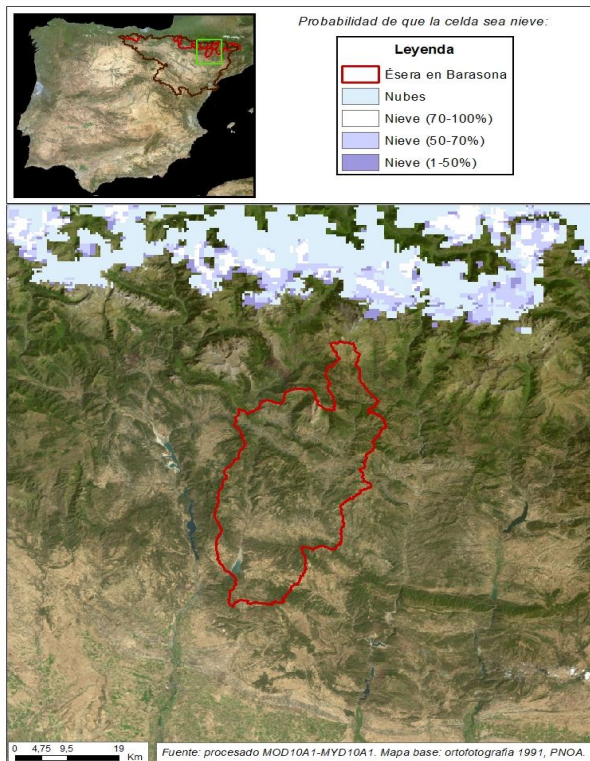 Probabilidad de que la celda sea nieve:
Leyenda
Ésera en Barasona
Nubes
Nieve (70-100%)
Nieve (50-70%)
Nieve (1-50%)
0 4,75 9,5 19
Km
Fuente: procesado MOD10A1-MYD10A1. Mapa base: ortofotografia 1991, PNOA.